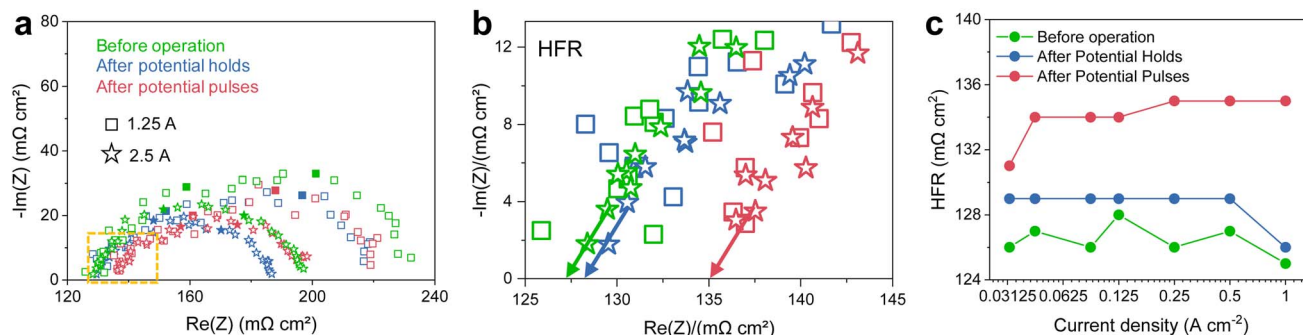 a
80
60
40
20
0
-Im(Z) (mΩ cm²)
Before operation
After potential holds
After potential pulses
1.25 A
2.5 A
120
160
200
240
Re(Z) (mΩ cm²)
b
HFR
12
8
4
0
-Im(Z)/(mΩ cm²)
125
130
135
140
145
Re(Z)/(mΩ cm²)
c
140
136
132
128
124
HFR (mΩ cm²)
Before operation
After Potential Holds
After Potential Pulses
0.03125
0.0625
0.125
0.25
0.5
1
Current density (A cm⁻²)